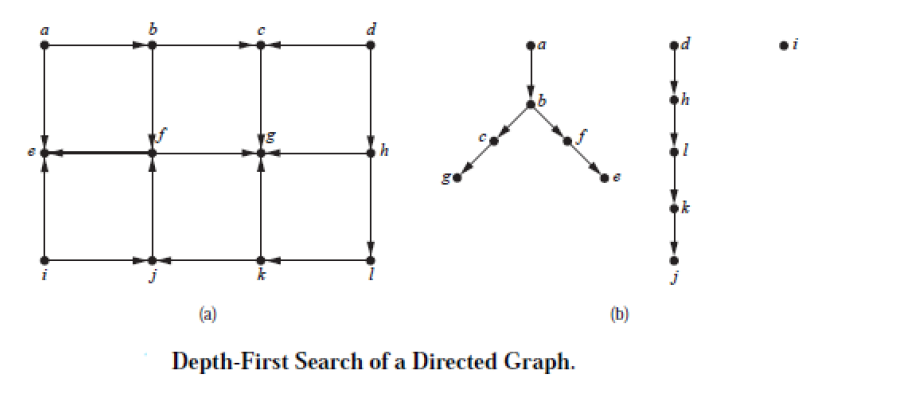 a b c d
e f g h
i j k l
(a)
a d i
b h
c f l
g e k
j
(b)
Depth-First Search of a Directed Graph.